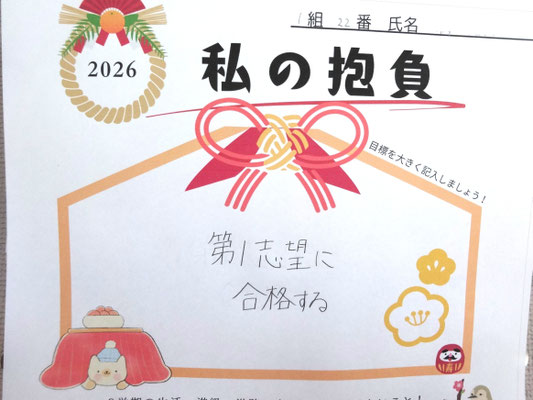 1組 22番 氏名
2026
私の抱負
目標を大きく記入しましょう!
第1志望に
合格する
寿